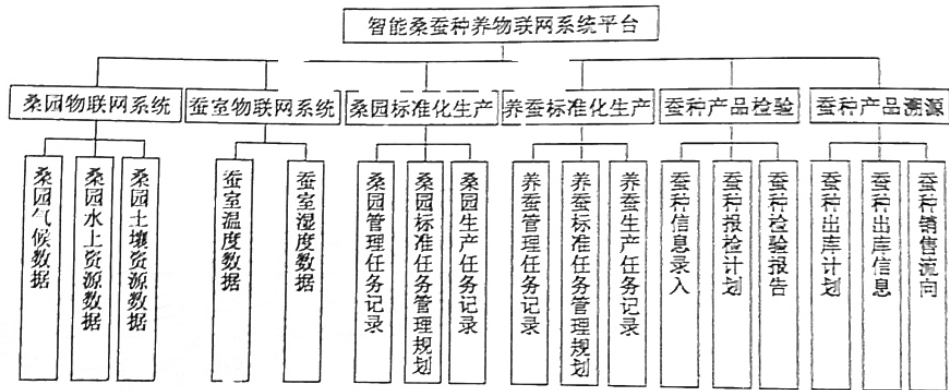 智能桑蚕种养物联网系统平台
桑园物联网系统
蚕室物联网系统
桑园标准化生产
养蚕标准化生产
蚕种产品检验
蚕种产品溯源
桑园气候数据
桑园水上资源数据
桑园土壤资源数据
蚕室温度数据
蚕室湿度数据
桑园管理任务记录
桑园标准任务管理规划
桑园生产任务记录
养蚕管理任务记录
养蚕标准任务管理规划
养蚕生产任务记录
蚕种信息录入
蚕种报检计划
蚕种检验报告
蚕种出库计划
蚕种出库信息
蚕种销售流向